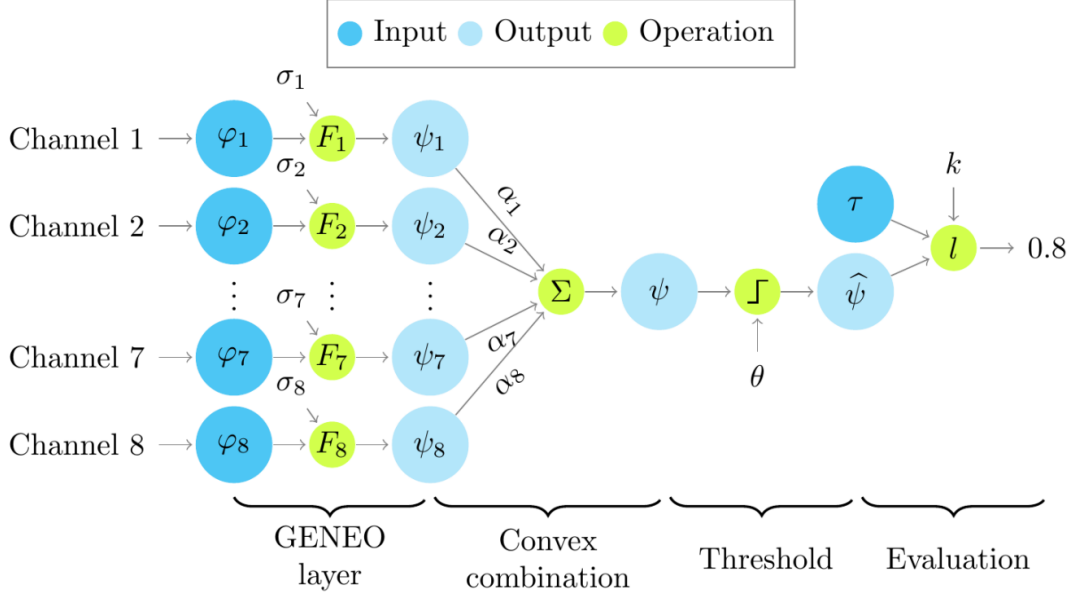 Input Output Operation
σ₁
Channel 1 φ₁ F₁ ψ₁
σ₂ α₁
Channel 2 φ₂ F₂ ψ₂ α₂
k
τ
l 0.8
⋮ σ₇ ⋮ ⋮
Σ ψ ψ̂
Channel 7 φ₇ F₇ ψ₇ α₇
θ
σ₈ α₈
Channel 8 φ₈ F₈ ψ₈
GENEO
layer
Convex
combination
Threshold
Evaluation